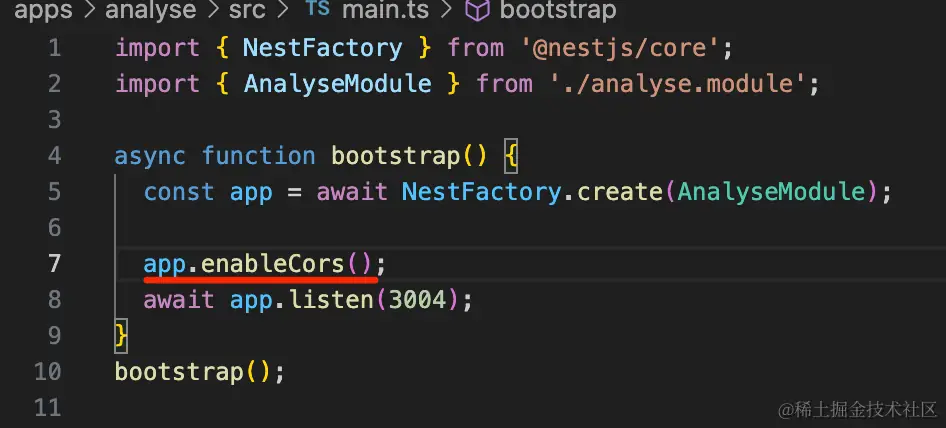 apps > analyse > src > TS main.ts > bootstrap
1 import { NestFactory } from '@nestjs/core';
2 import { AnalyseModule } from './analyse.module';
3
4 async function bootstrap() {
5 const app = await NestFactory.create(AnalyseModule);
6
7 app.enableCors();
8 await app.listen(3004);
9 }
10 bootstrap();
11
@稀土掘金技术社区